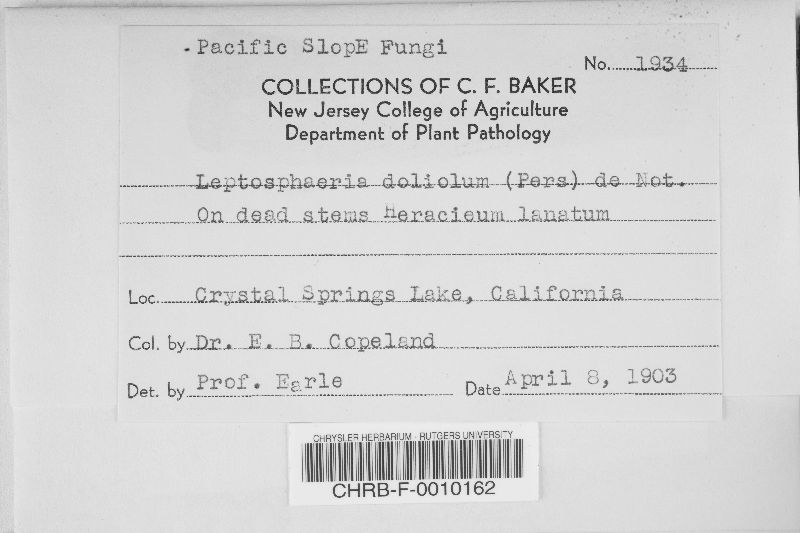 Pacific SlopE Fungi
No. 1934
COLLECTIONS OF C. F. BAKER
New Jersey College of Agriculture
Department of Plant Pathology
Leptosphaeria doliolum (Pers) de Not.
On dead stems Heracieum lanatum
Loc. Crystal Springs Lake, California
Col. by Dr. E. B. Copeland
Det. by Prof. Earle Date April 8, 1903
CHRYSLER HERBARIUM - RUTGERS UNIVERSITY
CHRB-F-0010162